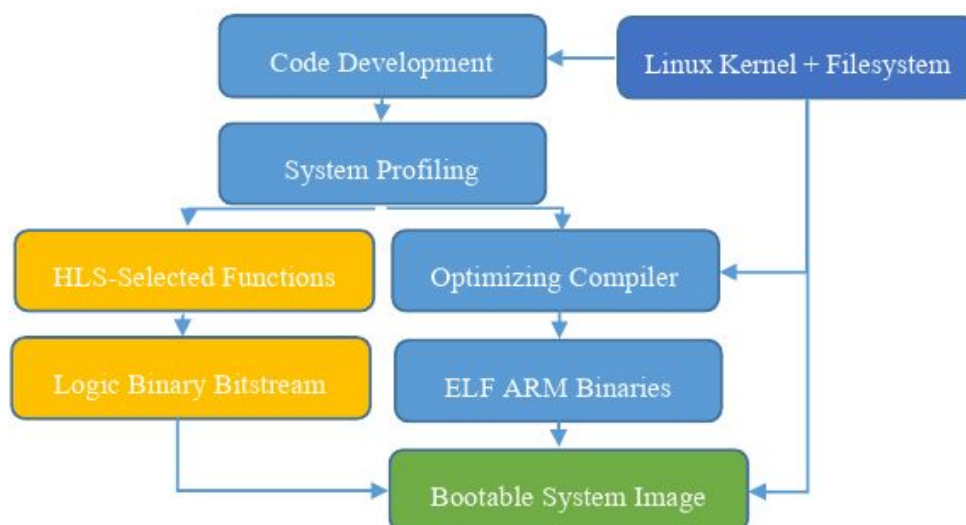 Code Development
Linux Kernel + Filesystem
System Profiling
HLS-Selected Functions
Optimizing Compiler
Logic Binary Bitstream
ELF ARM Binaries
Bootable System Image